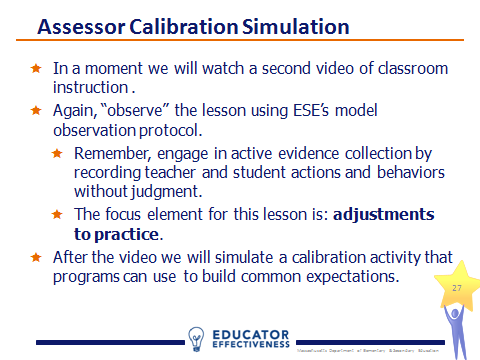 Assessor Calibration Simulation
In a moment we will watch a second video of classroom
instruction .
Again, “observe” the lesson using ESE’s model
observation protocol.
Remember, engage in active evidence collection by
recording teacher and student actions and behaviors
without judgment.
The focus element for this lesson is: adjustments
to practice.
After the video we will simulate a calibration activity that
programs can use to build common expectations.
27
EDUCATOR
EFFECTIVENESS
Massachusetts Department of Elementary & Secondary Education